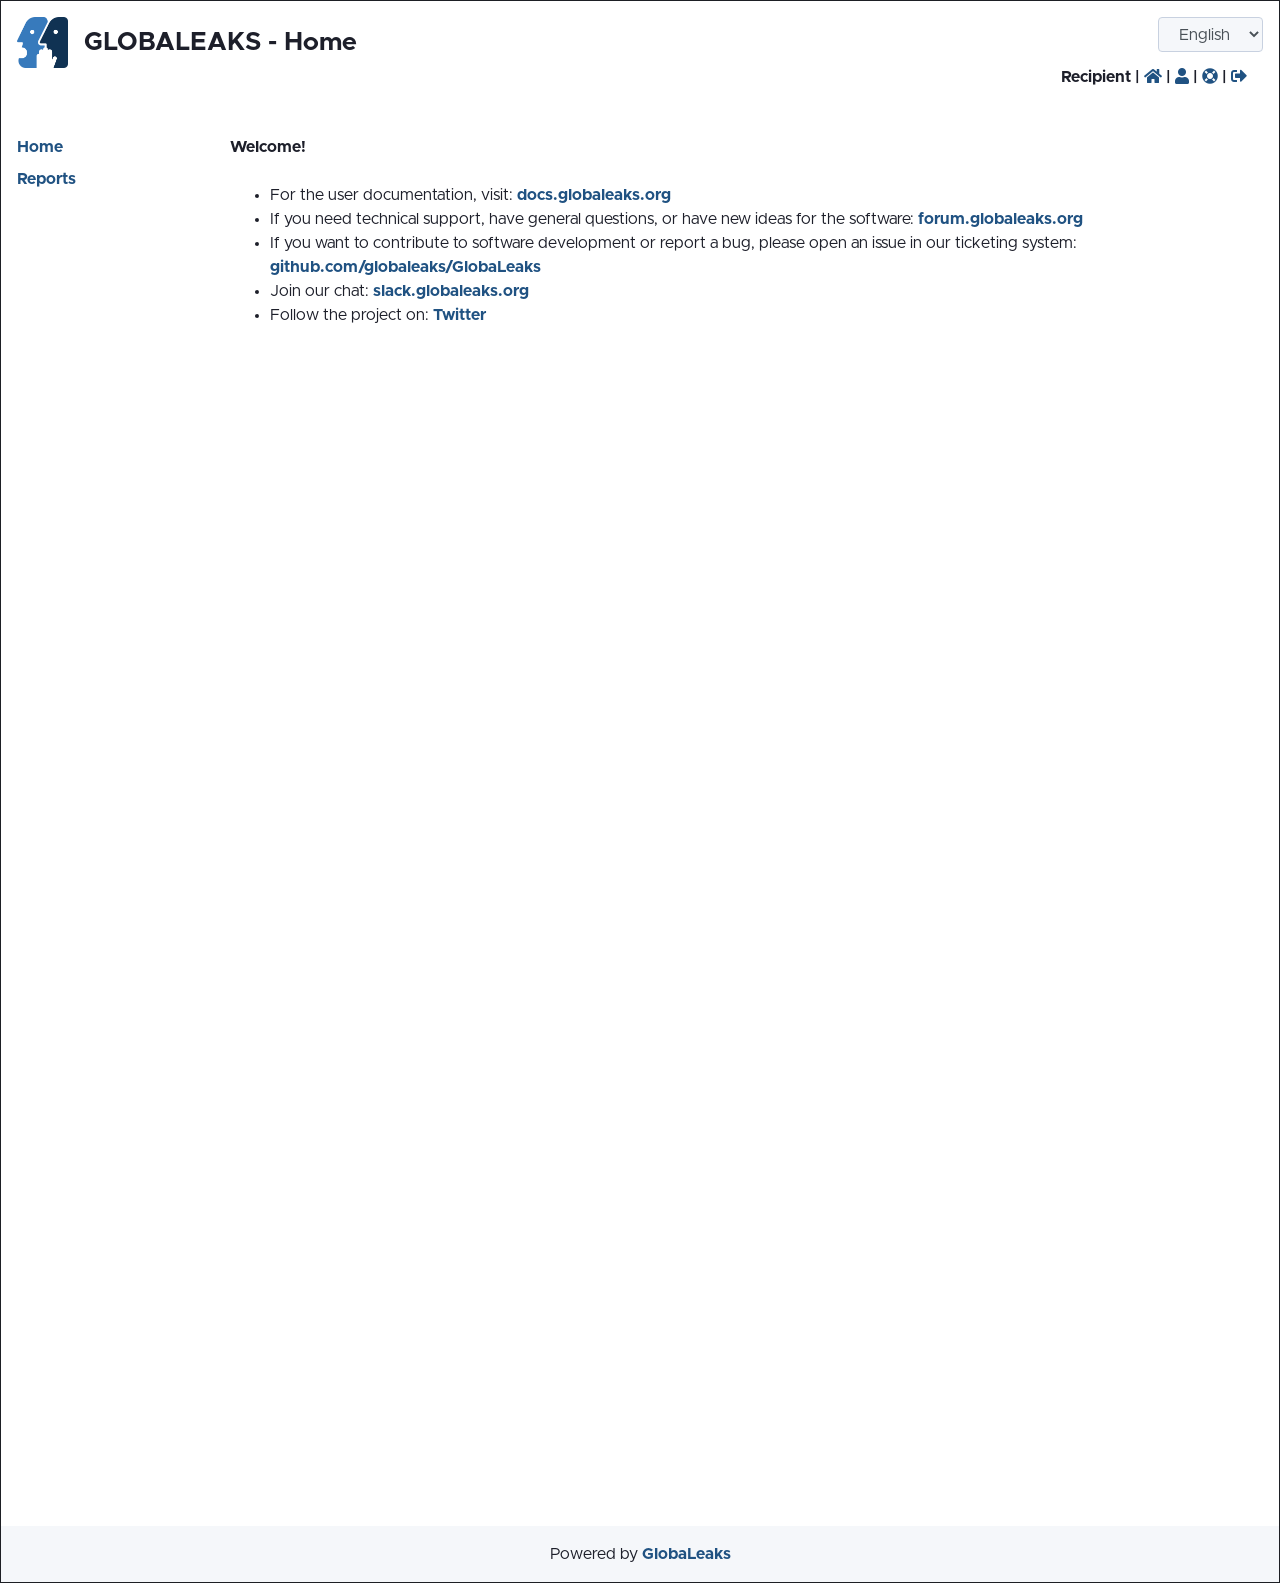 GLOBALEAKS - Home
English
Recipient | | | |
Home
Reports
Welcome!
For the user documentation, visit: docs.globaleaks.org
If you need technical support, have general questions, or have new ideas for the software: forum.globaleaks.org
If you want to contribute to software development or report a bug, please open an issue in our ticketing system:
github.com/globaleaks/GlobaLeaks
Join our chat: slack.globaleaks.org
Follow the project on: Twitter
Powered by GlobaLeaks